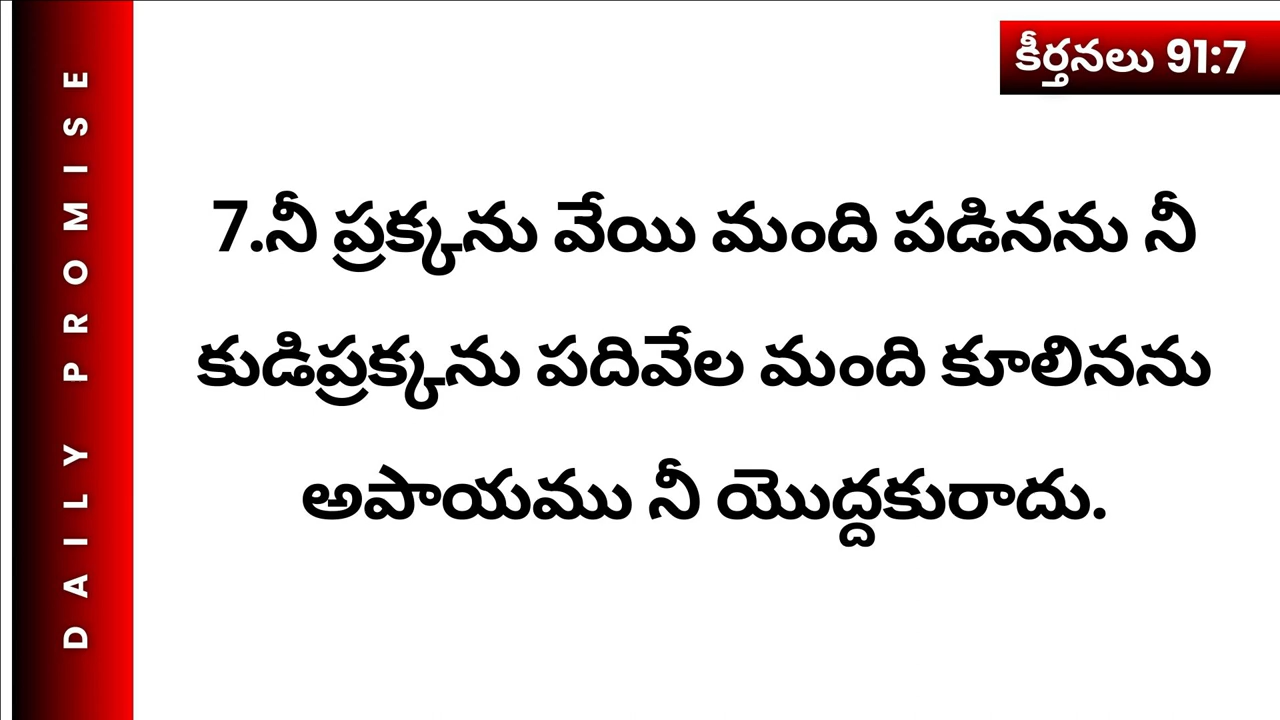 కీర్తనలు 91:7
DAILY PROMISE
7.నీ ప్రక్కను వేయి మంది పడినను నీ
కుడిప్రక్కను పదివేల మంది కూలినను
అపాయము నీ యొద్దకురాదు.